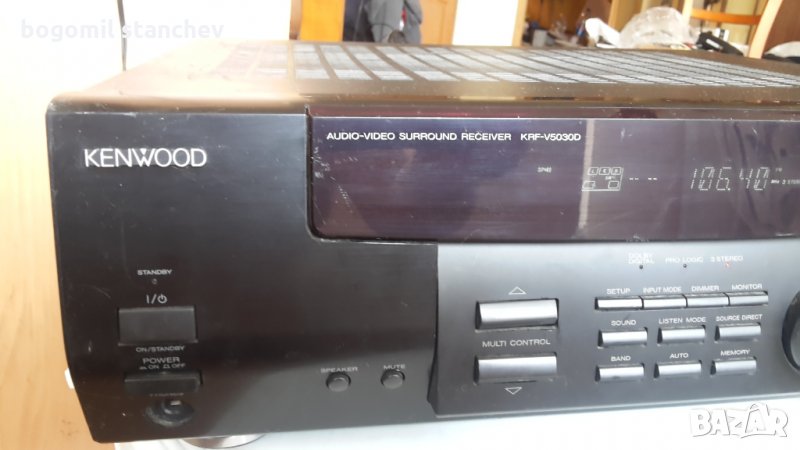 bogomil stanchev
AUDIO-VIDEO SURROUND RECEIVER KRF-V5030D
KENWOOD
106.40
MHz
DOLBY DIGITAL
PRO LOGIC
3 STEREO
STANDBY
I/⏻
ON/STANDBY
POWER
ON OFF
SPEAKER
MUTE
MULTI CONTROL
SETUP
INPUT MODE
DIMMER
MONITOR
SOUND
LISTEN MODE
SOURCE DIRECT
BAND
AUTO
MEMORY
BAZAR